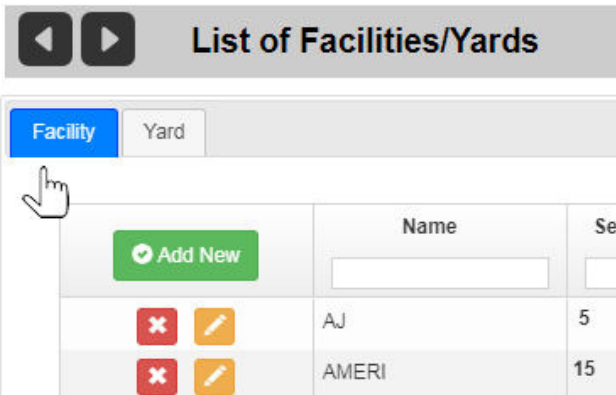 List of Facilities/Yards
Facility Yard
Name
Add New
AJ 5
AMERI 15